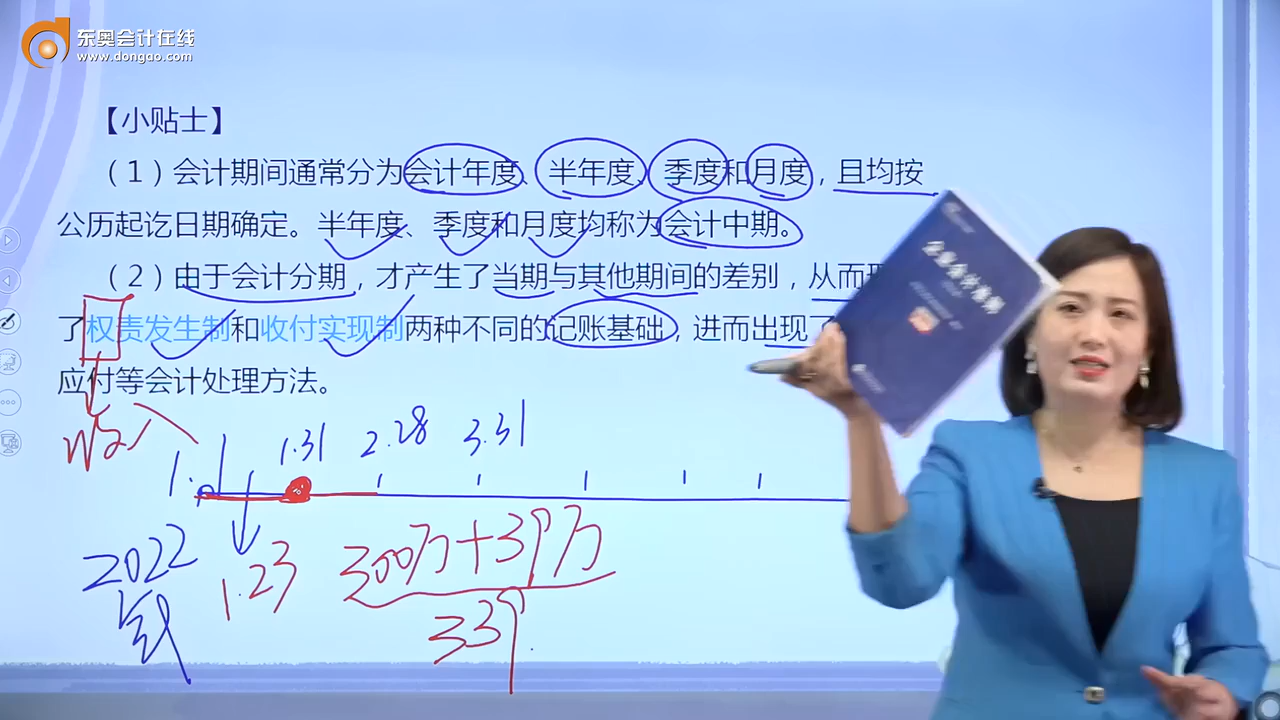 东奥会计在线
www.dongao.com
【小贴士】
（1）会计期间通常分为会计年度、半年度、季度和月度，且均按
公历起讫日期确定。半年度、季度和月度均称为会计中期。
（2）由于会计分期，才产生了当期与其他期间的差别，从而
了权责发生制和收付实现制两种不同的记账基础，进而出现了
应付等会计处理方法。
收入
1.1 1.31 2.28 3.31
2022
1.23
300万+39万
339